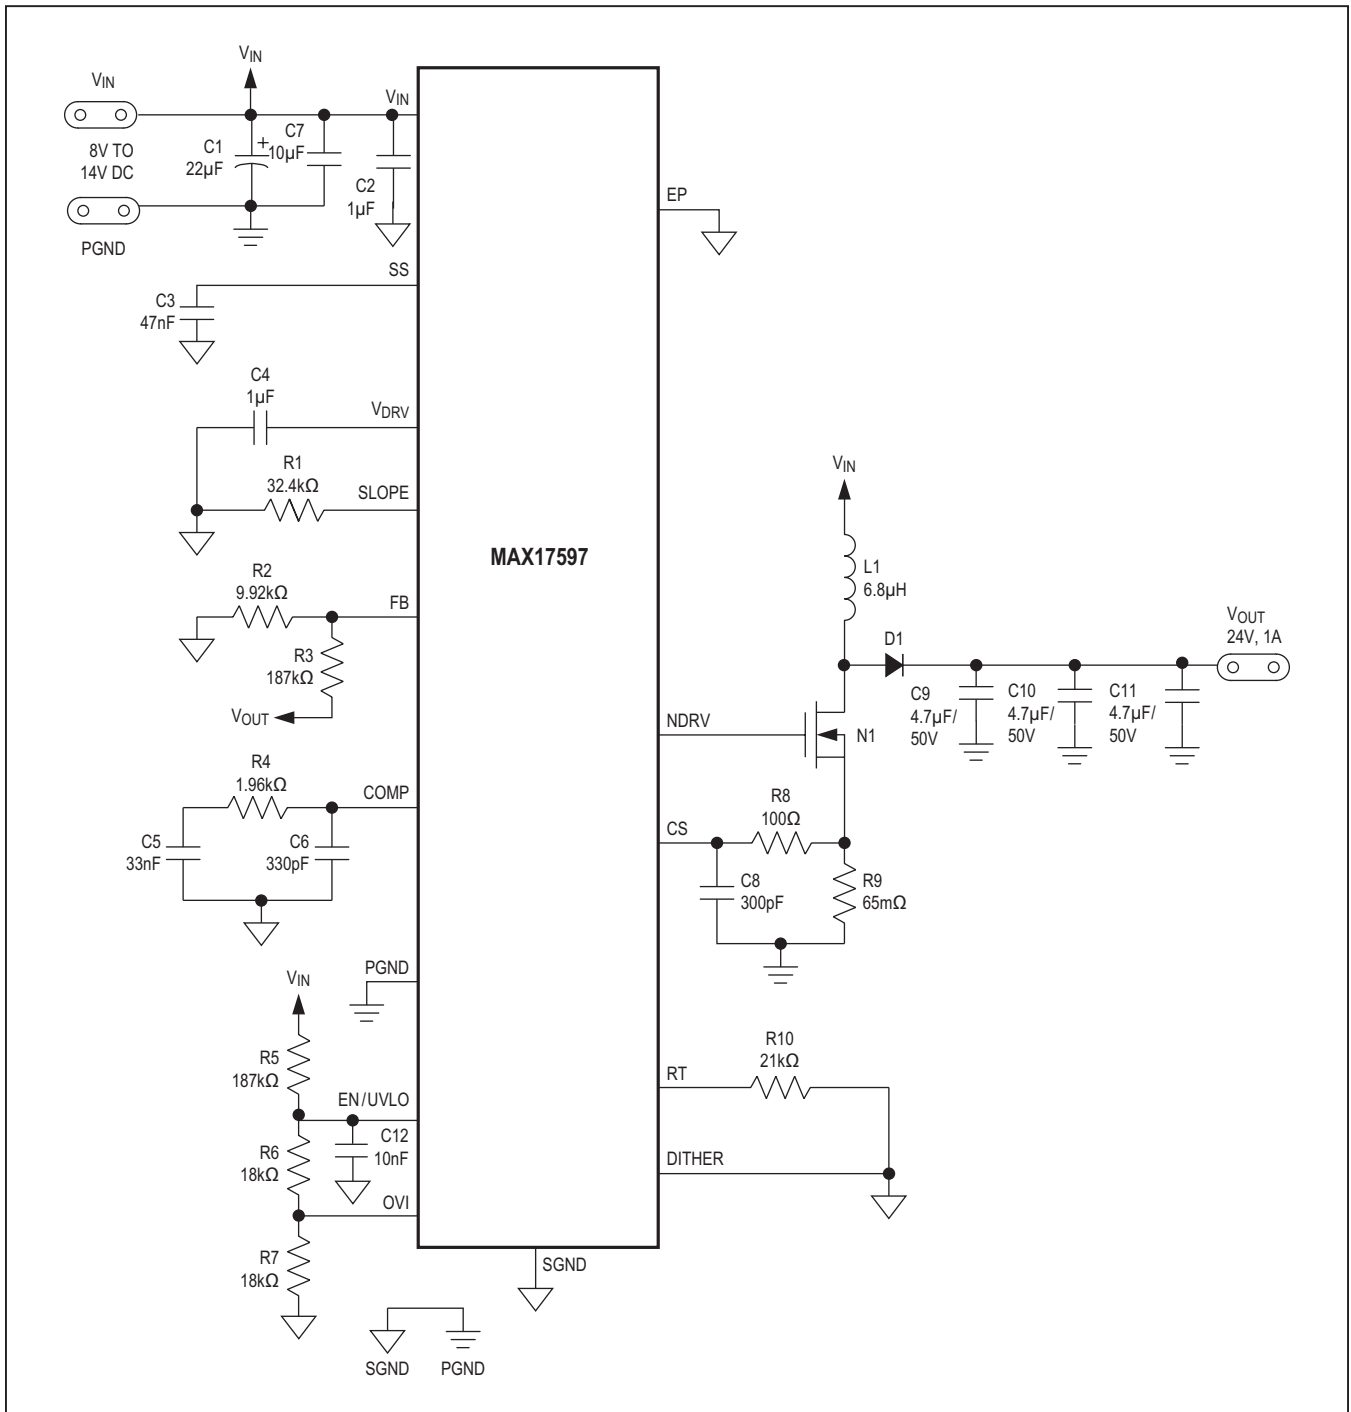 VIN
VIN
VIN
8V TO
14V DC
C1
22µF
+
C7
10µF
C2
1µF
PGND
EP
SS
C3
47nF
C4
1µF
VDRV
R1
32.4kΩ
SLOPE
MAX17597
R2
9.92kΩ
FB
R3
187kΩ
VOUT
VIN
L1
6.8µH
D1
VOUT
24V, 1A
C9
4.7µF/
50V
C10
4.7µF/
50V
C11
4.7µF/
50V
NDRV
N1
R4
1.96kΩ
COMP
C5
33nF
C6
330pF
CS
R8
100Ω
C8
300pF
R9
65mΩ
PGND
VIN
R5
187kΩ
EN/UVLO
C12
10nF
R6
18kΩ
OVI
R7
18kΩ
RT
R10
21kΩ
DITHER
SGND
SGND
PGND